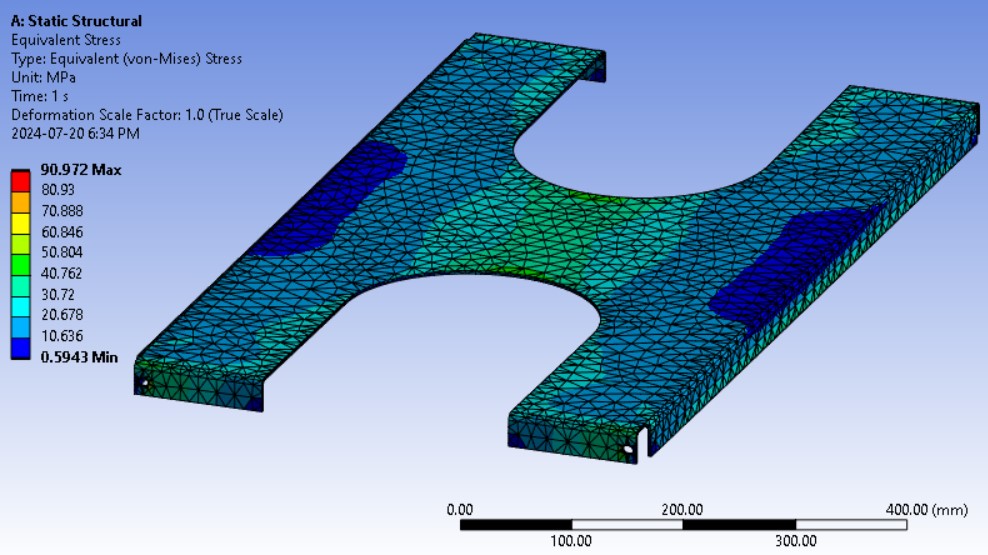 A: Static Structural
Equivalent Stress
Type: Equivalent (von-Mises) Stress
Unit: MPa
Time: 1 s
Deformation Scale Factor: 1.0 (True Scale)
2024-07-20 6:34 PM
90.972 Max
80.93
70.888
60.846
50.804
40.762
30.72
20.678
10.636
0.5943 Min
0.00 200.00 400.00 (mm)
100.00 300.00